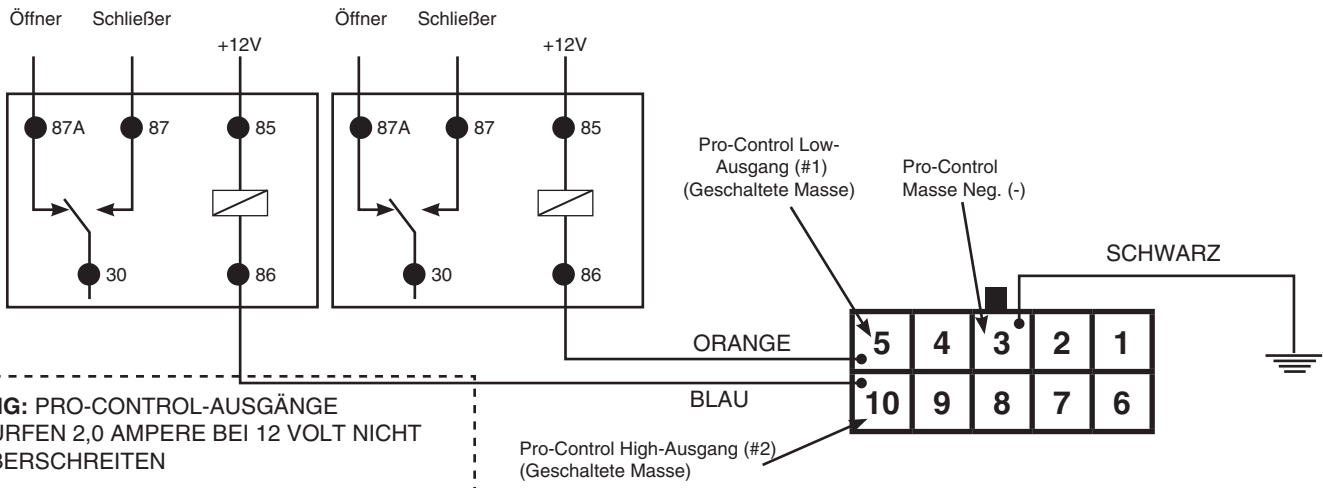 Öffner Schließer
+12V
87A 87 85
30 86
Öffner Schließer
+12V
87A 87 85
30 86
Pro-Control Low-
Ausgang (#1)
(Geschaltete Masse)
Pro-Control
Masse Neg. (-)
SCHWARZ
ORANGE
BLAU
5 4 3 2 1
10 9 8 7 6
Pro-Control High-Ausgang (#2)
(Geschaltete Masse)
NG: PRO-CONTROL-AUSGÄNGE
RFEN 2,0 AMPERE BEI 12 VOLT NICHT
BERSCHREITEN